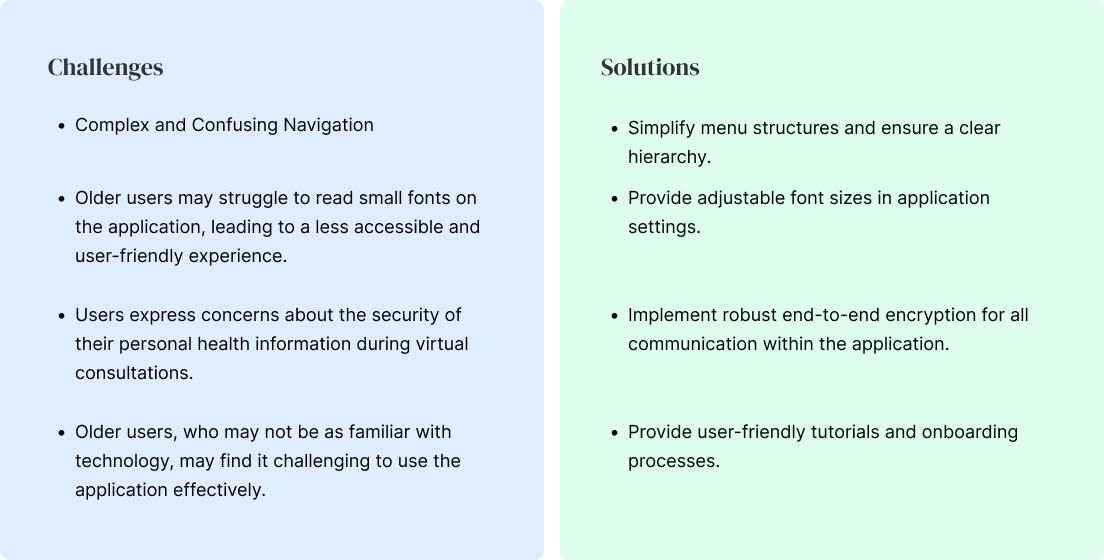 Challenges
• Complex and Confusing Navigation
• Older users may struggle to read small fonts on
the application, leading to a less accessible and
user-friendly experience.
• Users express concerns about the security of
their personal health information during virtual
consultations.
• Older users, who may not be as familiar with
technology, may find it challenging to use the
application effectively.
Solutions
• Simplify menu structures and ensure a clear
hierarchy.
• Provide adjustable font sizes in application
settings.
• Implement robust end-to-end encryption for all
communication within the application.
• Provide user-friendly tutorials and onboarding
processes.